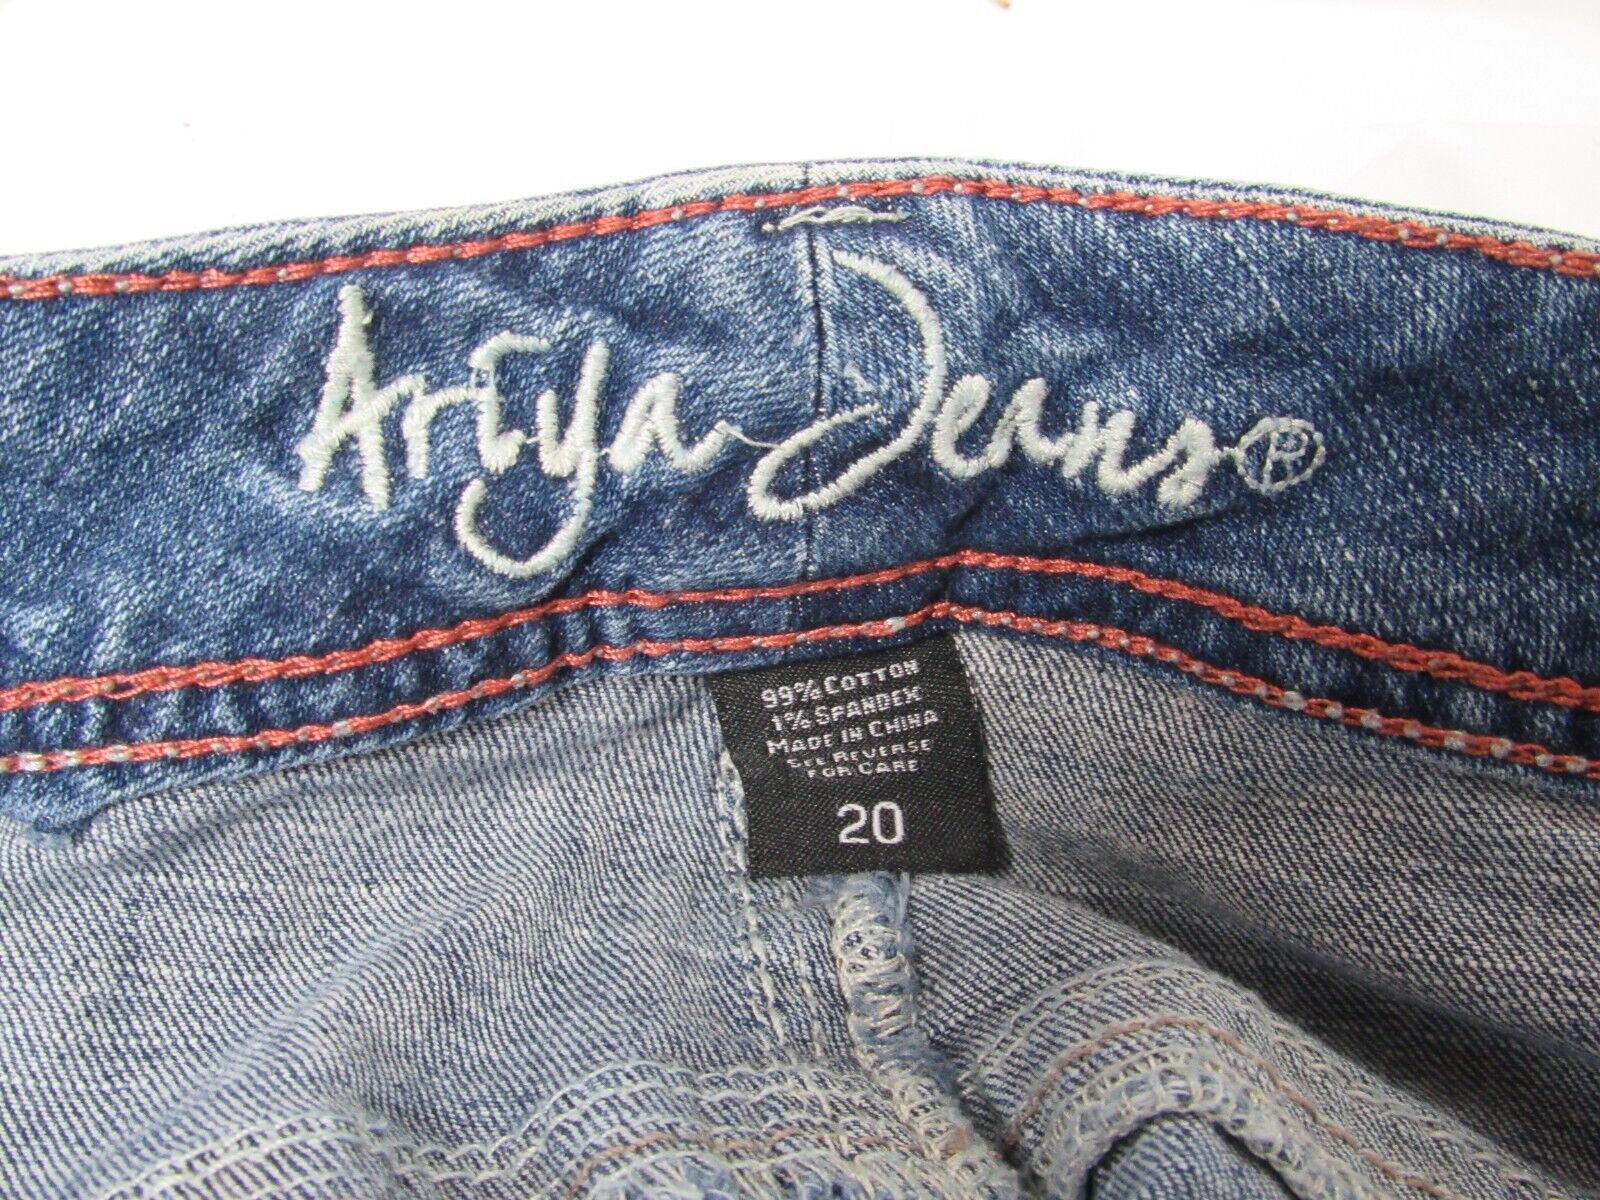 Ariya Jeans®
99% COTTON
1% SPANDEX
MADE IN CHINA
SEE REVERSE
FOR CARE
20